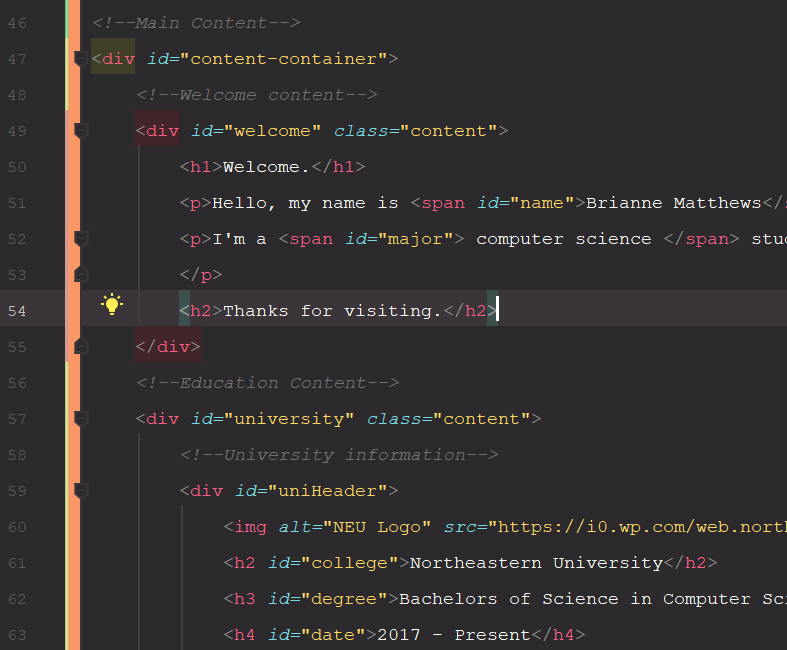 46 <!--Main Content-->
47 <div id="content-container">
48 <!--Welcome content-->
49 <div id="welcome" class="content">
50 <h1>Welcome.</h1>
51 <p>Hello, my name is <span id="name">Brianne Matthews</
52 <p>I'm a <span id="major"> computer science </span> stu
53 </p>
54 <h2>Thanks for visiting.</h2>
55 </div>
56 <!--Education Content-->
57 <div id="university" class="content">
58 <!--University information-->
59 <div id="uniHeader">
60 <img alt="NEU Logo" src="https://i0.wp.com/web.nort
61 <h2 id="college">Northeastern University</h2>
62 <h3 id="degree">Bachelors of Science in Computer Sc
63 <h4 id="date">2017 - Present</h4>